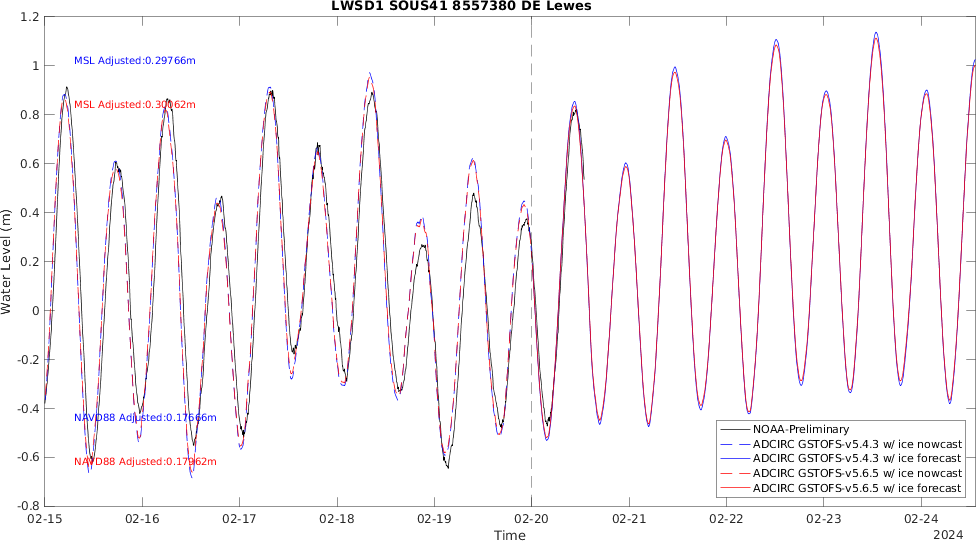 LWSD1 SOUS41 8557380 DE Lewes
MSL Adjusted:0.29766m
MSL Adjusted:0.30062m
NAVD88 Adjusted:0.17666m
NAVD88 Adjusted:0.17962m
Water Level (m)
1.2
1
0.8
0.6
0.4
0.2
0
-0.2
-0.4
-0.6
-0.8
NOAA-Preliminary
ADCIRC GSTOFS-v5.4.3 w/ ice nowcast
ADCIRC GSTOFS-v5.4.3 w/ ice forecast
ADCIRC GSTOFS-v5.6.5 w/ ice nowcast
ADCIRC GSTOFS-v5.6.5 w/ ice forecast
02-15 02-16 02-17 02-18 02-19 02-20 02-21 02-22 02-23 02-24
Time
2024